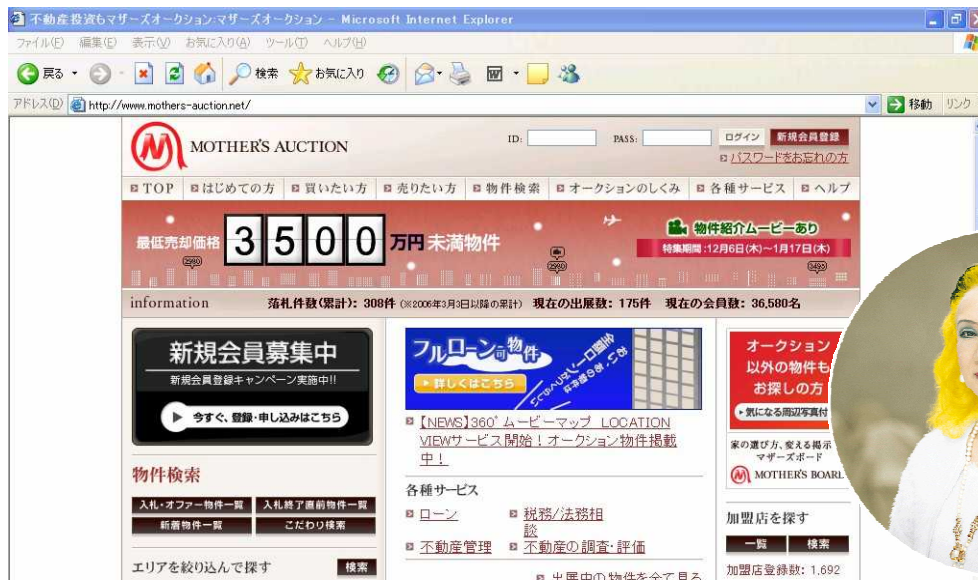 不動産投資もマザーズオークション:マザーズオークション - Microsoft Internet Explorer
ファイル(F) 編集(E) 表示(V) お気に入り(A) ツール(T) ヘルプ(H)
戻る 検索 お気に入り
アドレス(D) http://www.mothers-auction.net/ 移動 リンク
MOTHER'S AUCTION ID: PASS: ログイン 新規会員登録
パスワードをお忘れの方
TOP はじめての方 買いたい方 売りたい方 物件検索 オークションのしくみ 各種サービス ヘルプ
最低売却価格 3500 万円未満物件
物件紹介ムービーあり
特集期間:12月6日(木)~1月17日(木)
2980 2980 3495
information 落札件数(累計): 308件 (※2006年3月3日以降の累計) 現在の出展数: 175件 現在の会員数: 36,580名
新規会員募集中
新規会員登録キャンペーン実施中!!
今すぐ、登録・申し込みはこちら
物件検索
入札・オファー物件一覧 入札終了直前物件一覧
新着物件一覧 こだわり検索
エリアを絞り込んで探す 検索
フルローン可物件
詳しくはこちら
【NEWS】360°ムービーマップ LOCATION
VIEWサービス開始!オークション物件掲載
中!
各種サービス
ローン 税務/法務相
談
不動産管理 不動産の調査・評価
出展中の物件を全て見る
オークション
以外の物件も
お探しの方
気になる周辺写真付
家の選び方、変える掲示
マザーズボード
MOTHER'S BOARD
加盟店を探す
一覧 検索
加盟店登録数: 1,692